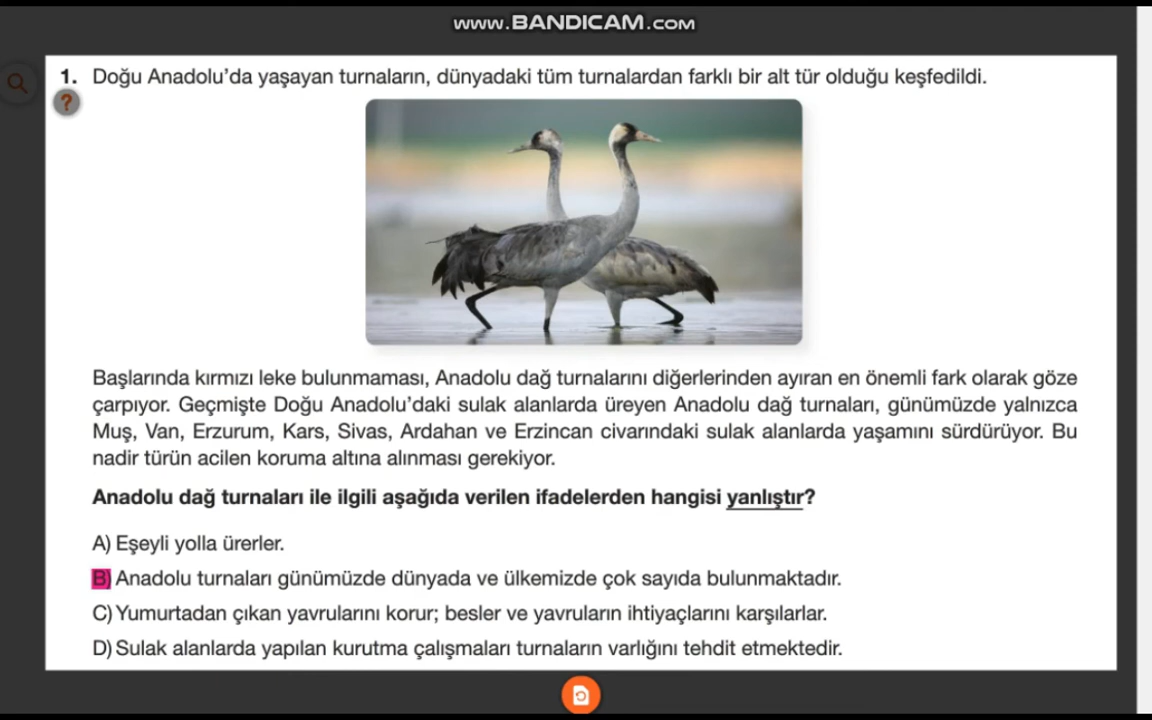 www.BANDICAM.com
1. Doğu Anadolu'da yaşayan turnaların, dünyadaki tüm turnalardan farklı bir alt tür olduğu keşfedildi.
?
Başlarında kırmızı leke bulunmaması, Anadolu dağ turnalarını diğerlerinden ayıran en önemli fark olarak göze
çarpıyor. Geçmişte Doğu Anadolu'daki sulak alanlarda üreyen Anadolu dağ turnaları, günümüzde yalnızca
Muş, Van, Erzurum, Kars, Sivas, Ardahan ve Erzincan civarındaki sulak alanlarda yaşamını sürdürüyor. Bu
nadir türün acilen koruma altına alınması gerekiyor.
Anadolu dağ turnaları ile ilgili aşağıda verilen ifadelerden hangisi yanlıştır?
A) Eşeyli yolla ürerler.
B) Anadolu turnaları günümüzde dünyada ve ülkemizde çok sayıda bulunmaktadır.
C) Yumurtadan çıkan yavrularını korur; besler ve yavruların ihtiyaçlarını karşılarlar.
D) Sulak alanlarda yapılan kurutma çalışmaları turnaların varlığını tehdit etmektedir.